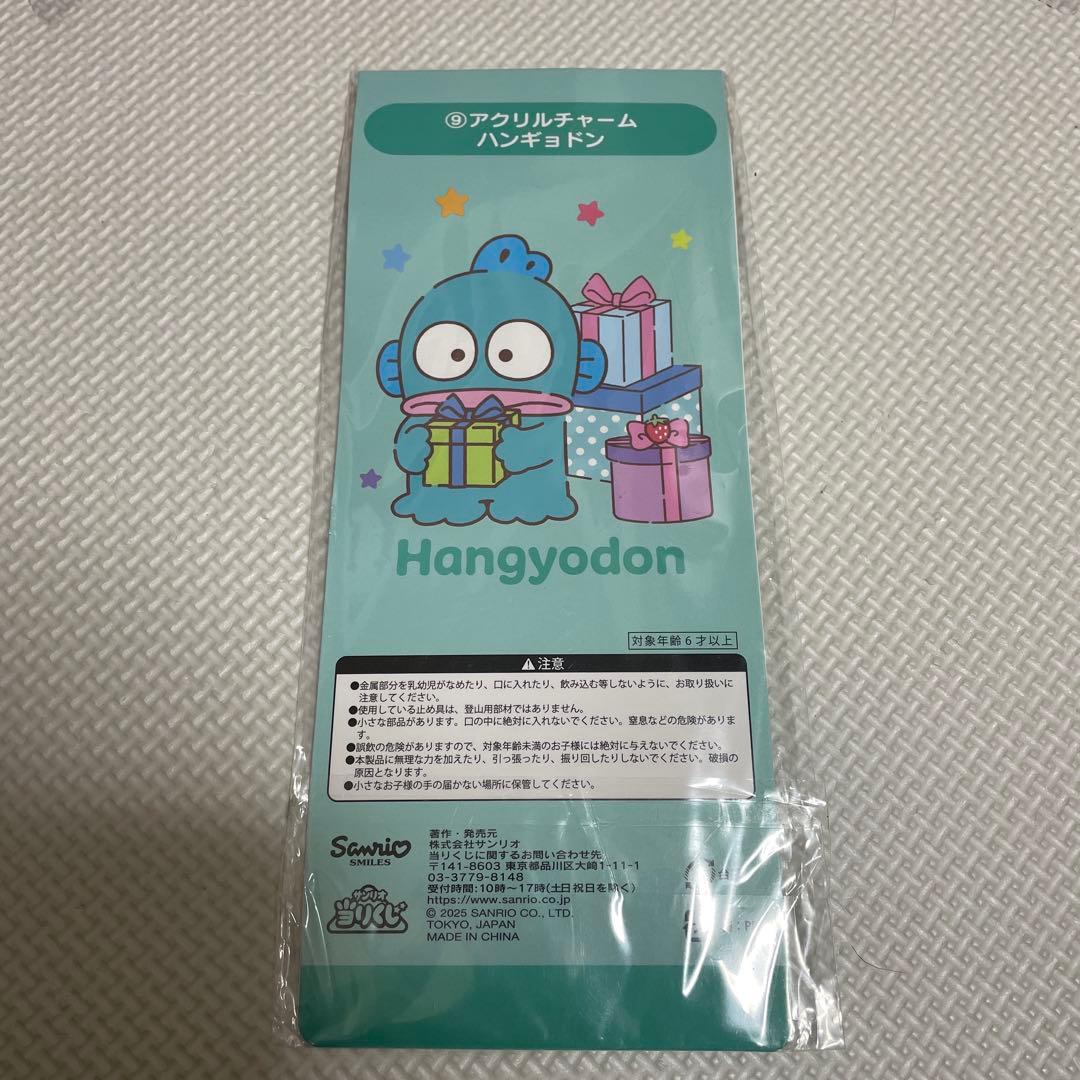 ⑨アクリルチャーム
ハンギョドン
Hangyodon
対象年齢6才以上
⚠注意
●金属部分を乳幼児がなめたり、口に入れたり、飲み込む等しないように、お取り扱いに
注意してください。
●使用している止め具は、登山用部材ではありません。
●小さな部品があります。口の中に絶対に入れないでください。窒息などの危険がありま
す。
●誤飲の危険がありますので、対象年齢未満のお子様には絶対に与えないでください。
●本製品に無理な力を加えたり、引っ張ったり、振り回したりしないでください。破損の
原因となります。
●小さなお子様の手の届かない場所に保管してください。
Sanrio
SMILES
サンリオ
当りくじ
著作・発売元
株式会社サンリオ
当りくじに関するお問い合わせ先
〒141-8603 東京都品川区大崎1-11-1
03-3779-8148
受付時間:10時～17時(土日祝日を除く)
https://www.sanrio.co.jp
© 2025 SANRIO CO., LTD.
TOKYO, JAPAN
MADE IN CHINA
台